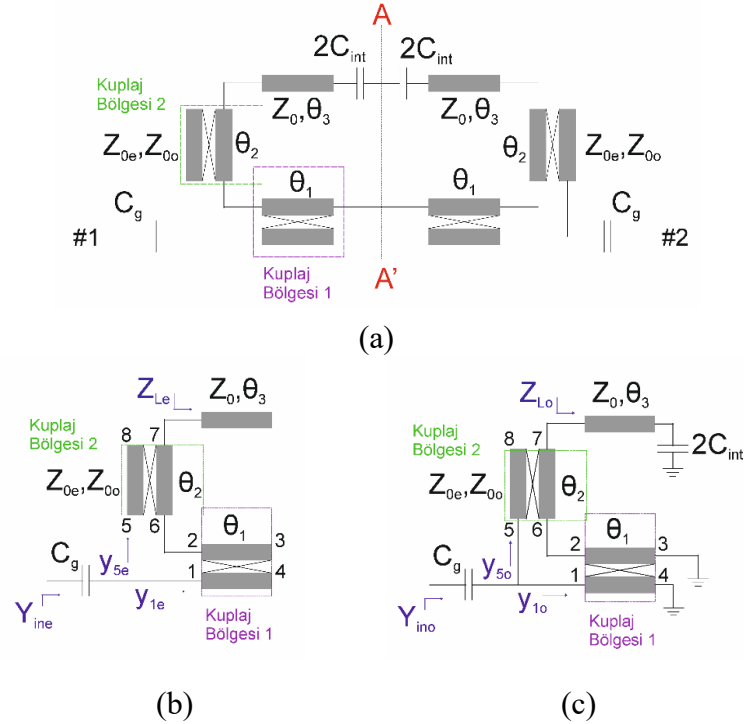 A
2C_int 2C_int
Kuplaj
Bölgesi 2
Z_0,θ_3 Z_0,θ_3
Z_0e,Z_0o θ_2 θ_2 Z_0e,Z_0o
θ_1 θ_1
C_g C_g
#1 #2
Kuplaj
Bölgesi 1
A'
(a)
Z_Le Z_0,θ_3
Kuplaj
Bölgesi 2
8 7
Z_0e,Z_0o θ_2
5 6
θ_1
C_g y_5e 2 3
1 4
Y_ine y_1e
Kuplaj
Bölgesi 1
(b)
Z_Lo Z_0,θ_3
Kuplaj
Bölgesi 2
8 7
2C_int
Z_0e,Z_0o θ_2
5 6
θ_1
C_g y_5o 2 3
1 4
Y_ino y_1o
Kuplaj
Bölgesi 1
(c)